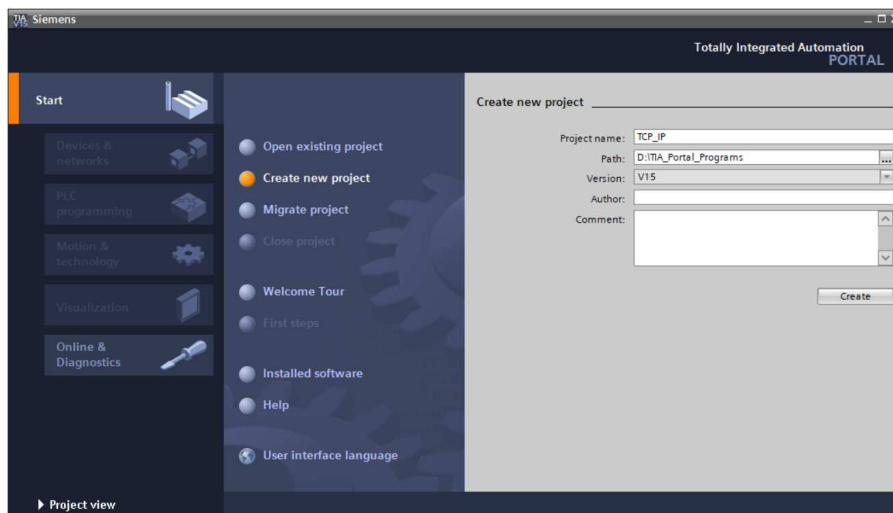 TIA V15 Siemens
Totally Integrated Automation
PORTAL
Start
Devices &
networks
PLC
programming
Motion &
technology
Visualization
Online &
Diagnostics
Open existing project
Create new project
Migrate project
Close project
Welcome Tour
First steps
Installed software
Help
User interface language
Create new project
Project name: TCP_IP
Path: D:\TIA_Portal_Programs
...
Version: V15
Author:
Comment:
Create
Project view